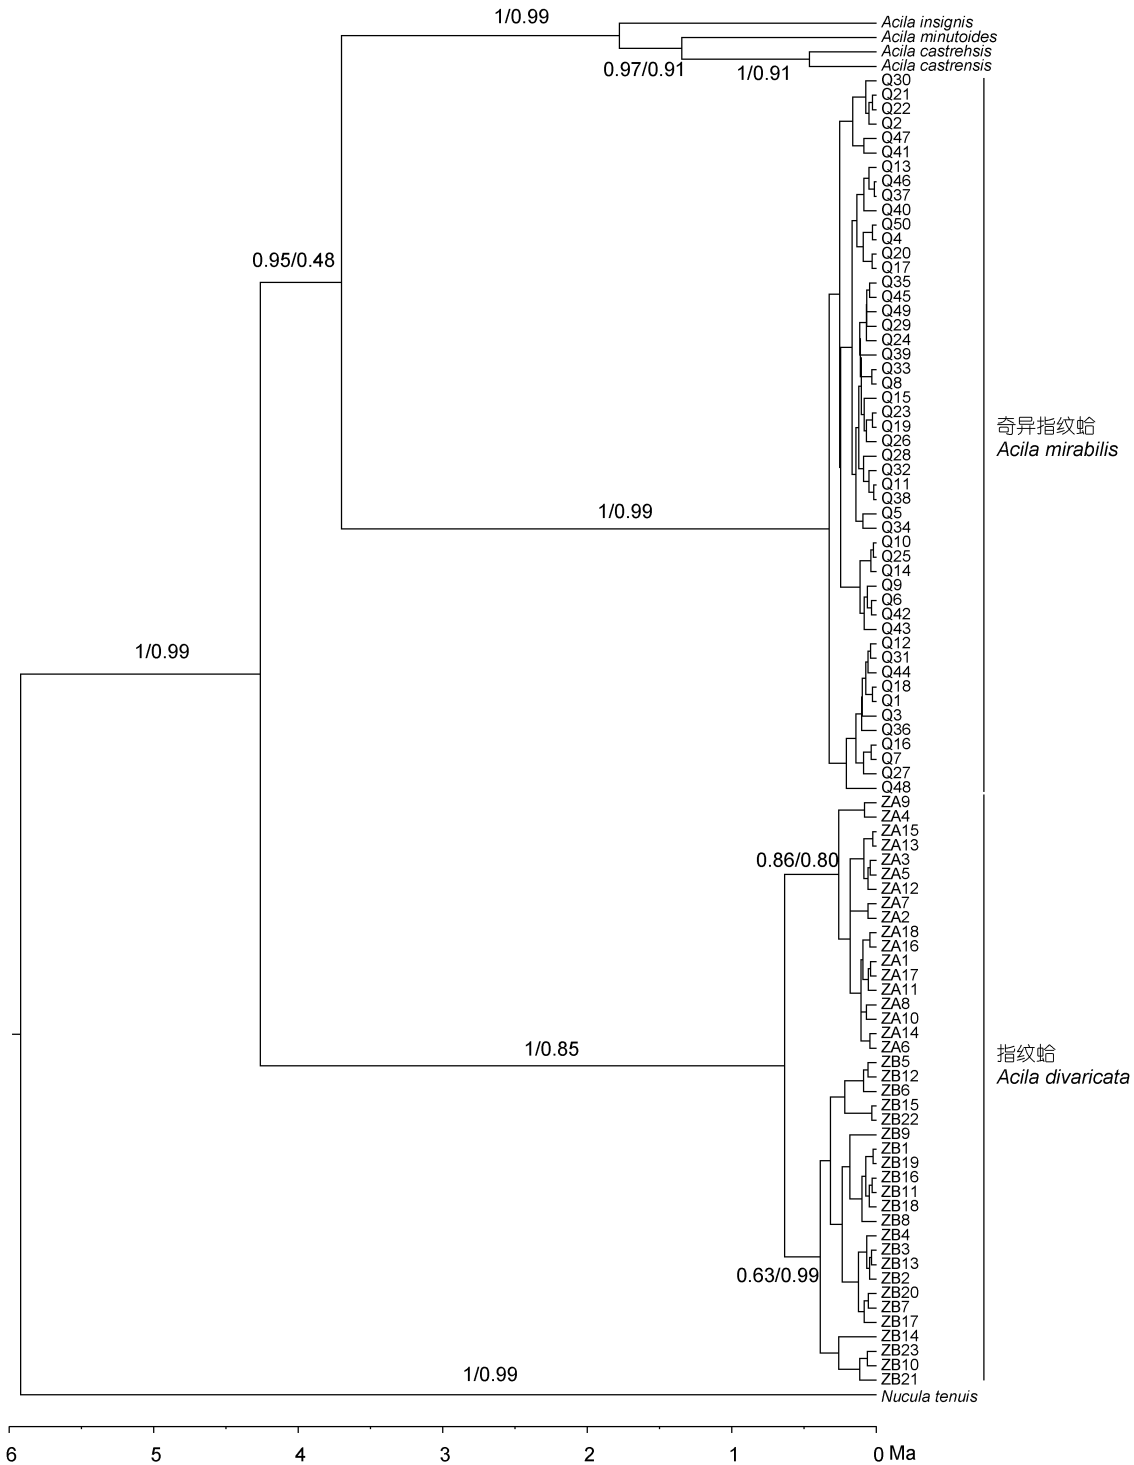 1/0.99
Acila insignis
Acila minutoides
Acila castrehsis
0.97/0.91
1/0.91
Acila castrensis
Q30
Q21
Q22
Q2
Q47
Q41
Q13
Q46
Q37
Q40
Q50
Q4
0.95/0.48
Q20
Q17
Q35
Q45
Q49
Q29
Q24
Q39
Q33
Q8
Q15
Q23
奇异指纹蛤
Q19
Q26
Acila mirabilis
Q28
Q32
Q11
Q38
1/0.99
Q5
Q34
Q10
Q25
Q14
Q9
Q6
Q42
Q43
Q12
1/0.99
Q31
Q44
Q18
Q1
Q3
Q36
Q16
Q7
Q27
Q48
ZA9
ZA4
ZA15
ZA13
0.86/0.80
ZA3
ZA5
ZA12
ZA7
ZA2
ZA18
ZA16
ZA1
ZA17
ZA11
ZA8
ZA10
ZA14
1/0.85
ZA6
指纹蛤
ZB5
ZB12
Acila divaricata
ZB6
ZB15
ZB22
ZB9
ZB1
ZB19
ZB16
ZB11
ZB18
ZB8
ZB4
ZB3
ZB13
0.63/0.99
ZB2
ZB20
ZB7
ZB17
ZB14
ZB23
ZB10
1/0.99
ZB21
Nucula tenuis
6 5 4 3 2 1 0 Ma